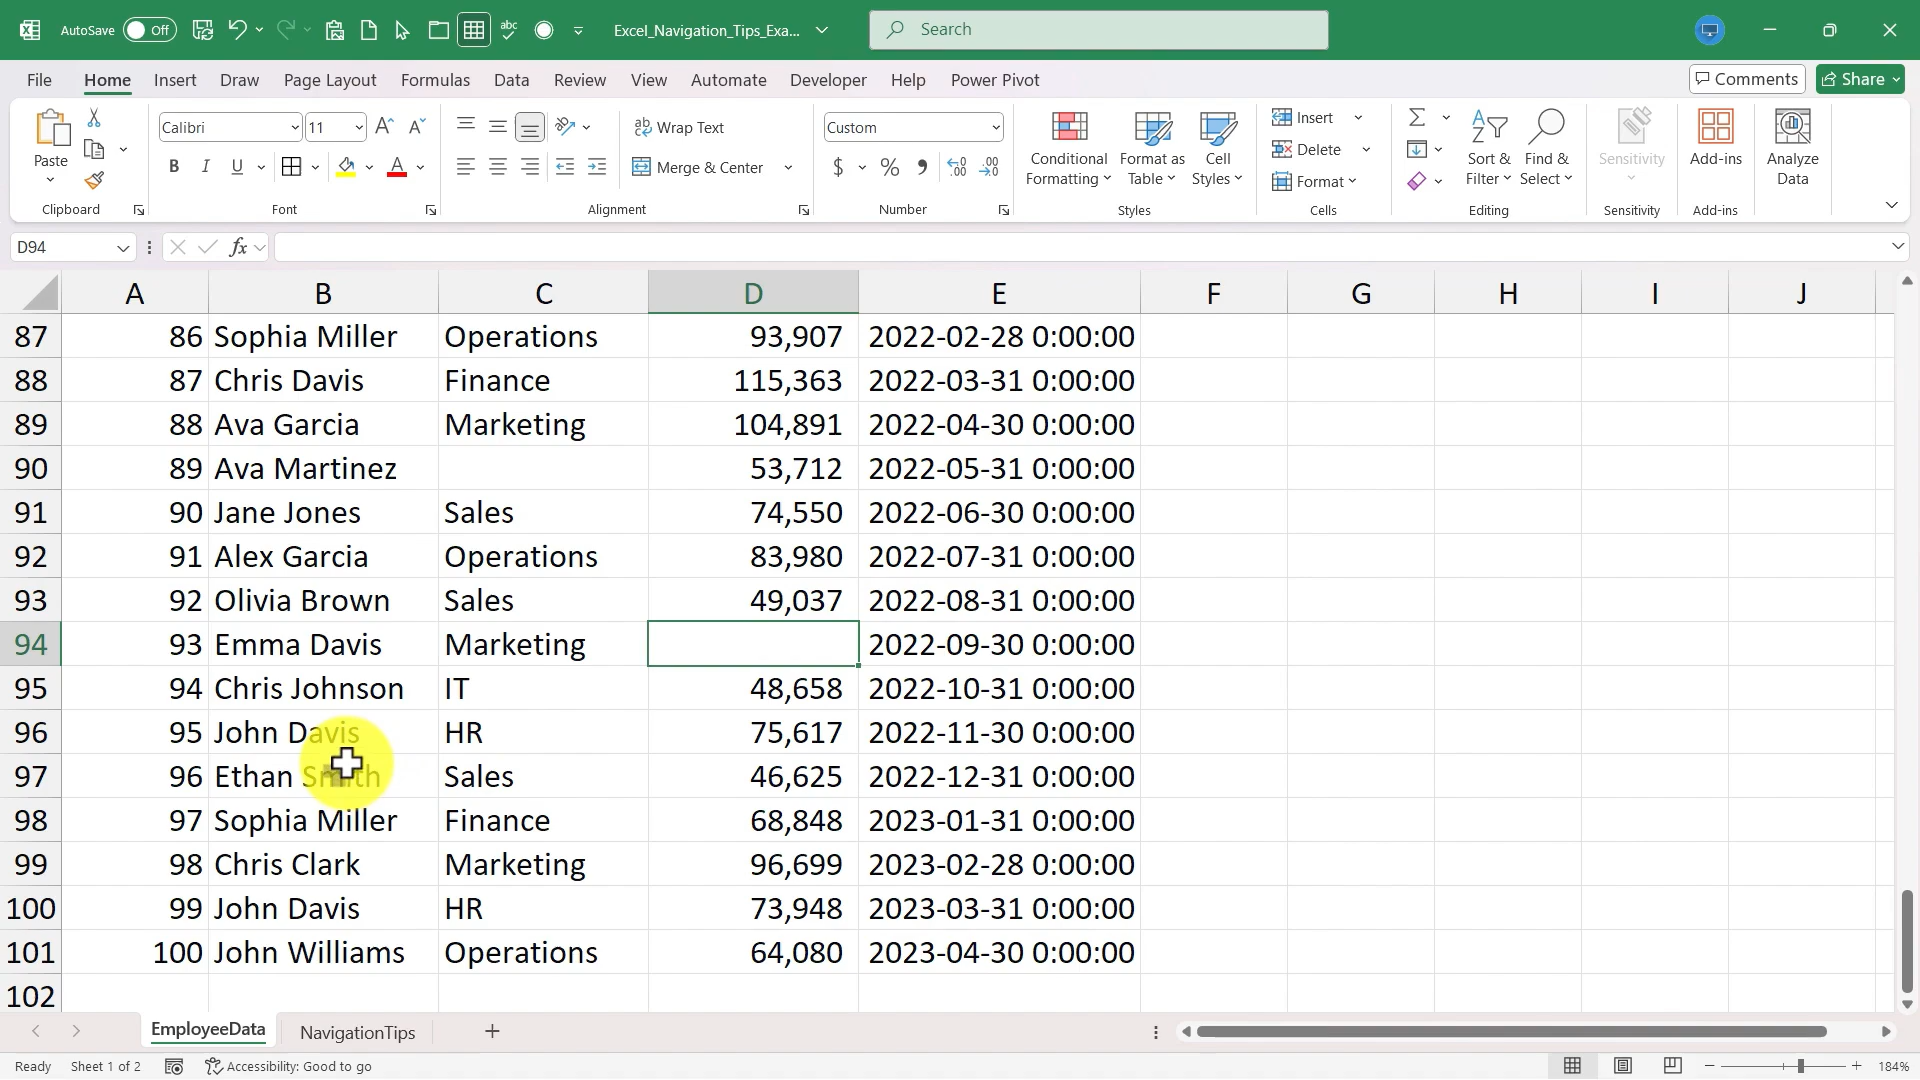 AutoSave Off Excel_Navigation_Tips_Exa... Search
File Home Insert Draw Page Layout Formulas Data Review View Automate Developer Help Power Pivot Comments Share
Paste Calibri 11 Wrap Text Custom Conditional Formatting Format as Table Cell Styles Insert Sort & Filter Find & Select Sensitivity Add-ins Analyze Data
B I U A Merge & Center $ % Delete
Format
Clipboard Font Alignment Number Styles Cells Editing Sensitivity Add-ins
D94 fx
A B C D E F G H I J
87 86 Sophia Miller Operations 93,907 2022-02-28 0:00:00
88 87 Chris Davis Finance 115,363 2022-03-31 0:00:00
89 88 Ava Garcia Marketing 104,891 2022-04-30 0:00:00
90 89 Ava Martinez 53,712 2022-05-31 0:00:00
91 90 Jane Jones Sales 74,550 2022-06-30 0:00:00
92 91 Alex Garcia Operations 83,980 2022-07-31 0:00:00
93 92 Olivia Brown Sales 49,037 2022-08-31 0:00:00
94 93 Emma Davis Marketing 2022-09-30 0:00:00
95 94 Chris Johnson IT 48,658 2022-10-31 0:00:00
96 95 John Davis HR 75,617 2022-11-30 0:00:00
97 96 Ethan Smith Sales 46,625 2022-12-31 0:00:00
98 97 Sophia Miller Finance 68,848 2023-01-31 0:00:00
99 98 Chris Clark Marketing 96,699 2023-02-28 0:00:00
100 99 John Davis HR 73,948 2023-03-31 0:00:00
101 100 John Williams Operations 64,080 2023-04-30 0:00:00
102
EmployeeData NavigationTips
Ready Sheet 1 of 2 Accessibility: Good to go 184%